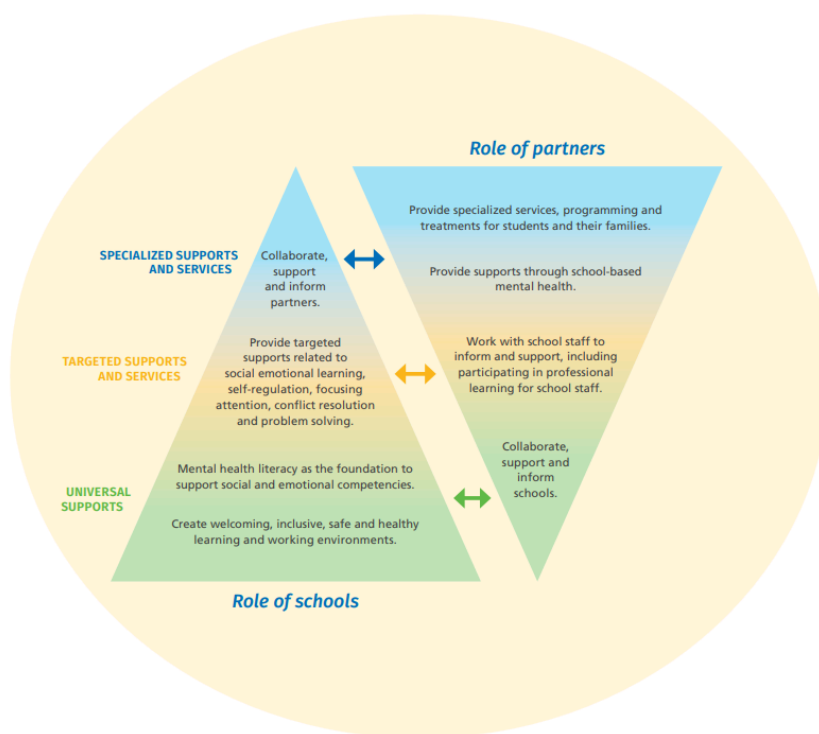 Role of partners
Provide specialized services, programming and
treatments for students and their families.
SPECIALIZED SUPPORTS
AND SERVICES
Collaborate,
support
and inform
partners.
Provide supports through school-based
mental health.
TARGETED SUPPORTS
AND SERVICES
Provide targeted
supports related to
social emotional learning,
self-regulation, focusing
attention, conflict resolution
and problem solving.
Work with school staff to
inform and support, including
participating in professional
learning for school staff.
UNIVERSAL
SUPPORTS
Mental health literacy as the foundation to
support social and emotional competencies.
Create welcoming, inclusive, safe and healthy
learning and working environments.
Collaborate,
support and
inform
schools.
Role of schools